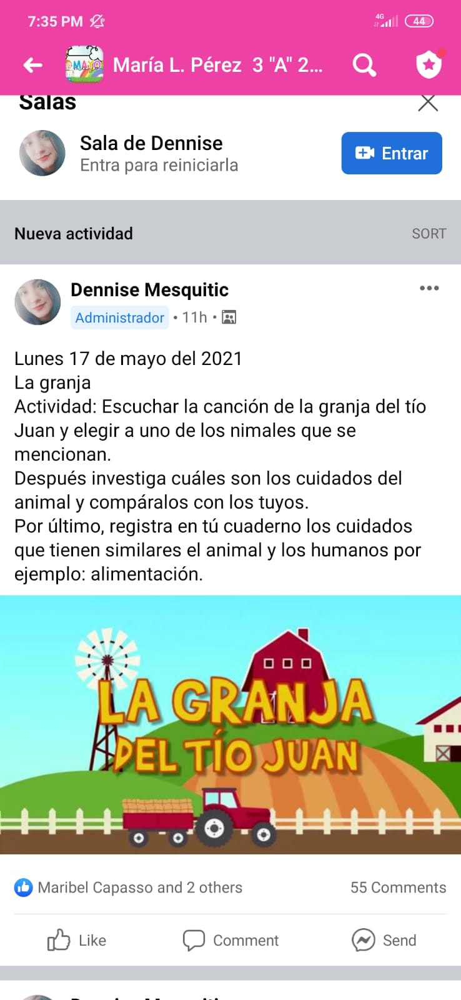 7:35 PM
4G
44
MAYO
María L. Pérez 3 "A" 2...
Salas
Sala de Dennise
Entra para reiniciarla
Entrar
Nueva actividad
SORT
Dennise Mesquitic
Administrador • 11h •
Lunes 17 de mayo del 2021
La granja
Actividad: Escuchar la canción de la granja del tío
Juan y elegir a uno de los nimales que se
mencionan.
Después investiga cuáles son los cuidados del
animal y compáralos con los tuyos.
Por último, registra en tú cuaderno los cuidados
que tienen similares el animal y los humanos por
ejemplo: alimentación.
LA GRANJA
DEL TÍO JUAN
Maribel Capasso and 2 others
55 Comments
Like
Comment
Send